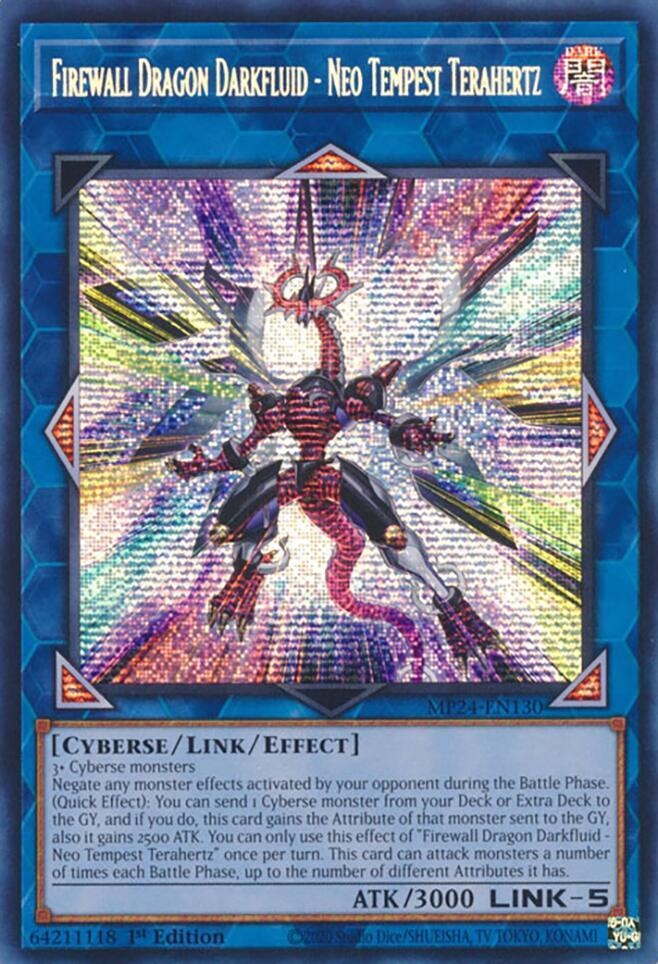 Firewall Dragon Darkfluid - Neo Tempest Terahertz
DARK
闇
MP24-EN130
[Cyberse/Link/Effect]
3+ Cyberse monsters
Negate any monster effects activated by your opponent during the Battle Phase.
(Quick Effect): You can send 1 Cyberse monster from your Deck or Extra Deck to
the GY, and if you do, this card gains the Attribute of that monster sent to the GY,
also it gains 2500 ATK. You can only use this effect of "Firewall Dragon Darkfluid -
Neo Tempest Terahertz" once per turn. This card can attack monsters a number
of times each Battle Phase, up to the number of different Attributes it has.
ATK/3000 LINK-5
64211118 1st Edition ©2020 Studio Dice/SHUEISHA, TV TOKYO, KONAMI